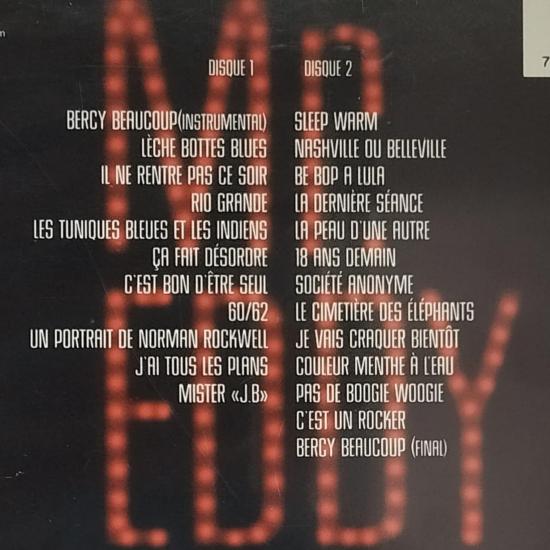 MR
EDDY
DISQUE 1
BERCY BEAUCOUP(INSTRUMENTAL)
LÈCHE BOTTES BLUES
IL NE RENTRE PAS CE SOIR
RIO GRANDE
LES TUNIQUES BLEUES ET LES INDIENS
ÇA FAIT DÉSORDRE
C'EST BON D'ÊTRE SEUL
60/62
UN PORTRAIT DE NORMAN ROCKWELL
J'AI TOUS LES PLANS
MISTER «J.B»
DISQUE 2
SLEEP WARM
NASHVILLE OU BELLEVILLE
BE BOP A LULA
LA DERNIÈRE SÉANCE
LA PEAU D'UNE AUTRE
18 ANS DEMAIN
SOCIÉTÉ ANONYME
LE CIMETIÈRE DES ÉLÉPHANTS
JE VAIS CRAQUER BIENTÔT
COULEUR MENTHE À L'EAU
PAS DE BOOGIE WOOGIE
C'EST UN ROCKER
BERCY BEAUCOUP (FINAL)
7